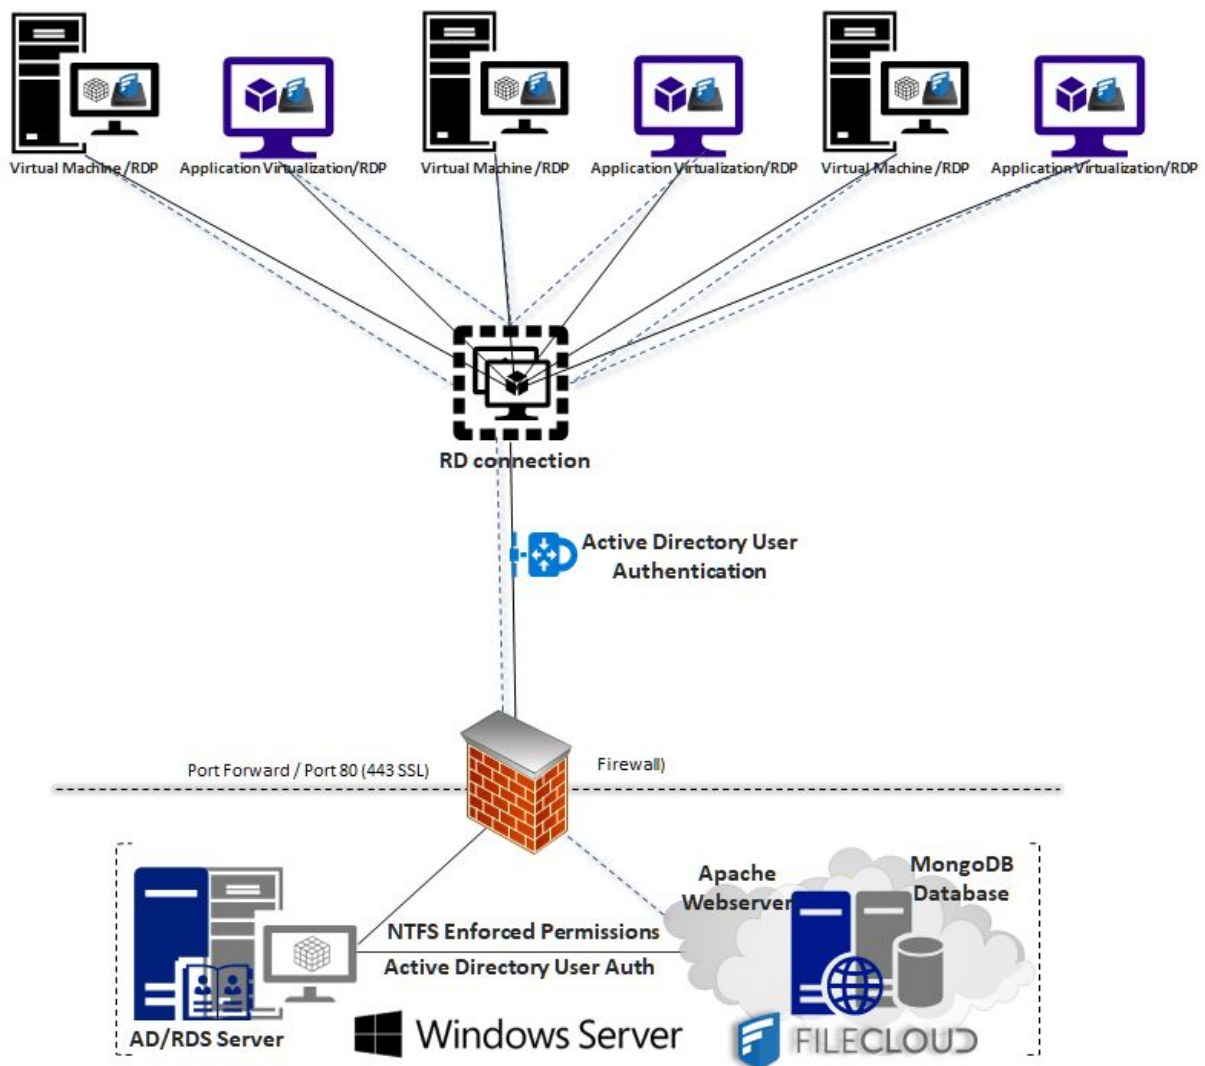 Virtual Machine /RDP
Application Virtualization/RDP
Virtual Machine /RDP
Application Virtualization/RDP
Virtual Machine /RDP
Application Virtualization/RDP
RD connection
Active Directory User
Authentication
Port Forward / Port 80 (443 SSL)
Firewall)
Apache
Webserver
MongoDB
Database
NTFS Enforced Permissions
Active Directory User Auth
AD/RDS Server
Windows Server
FILECLOUD